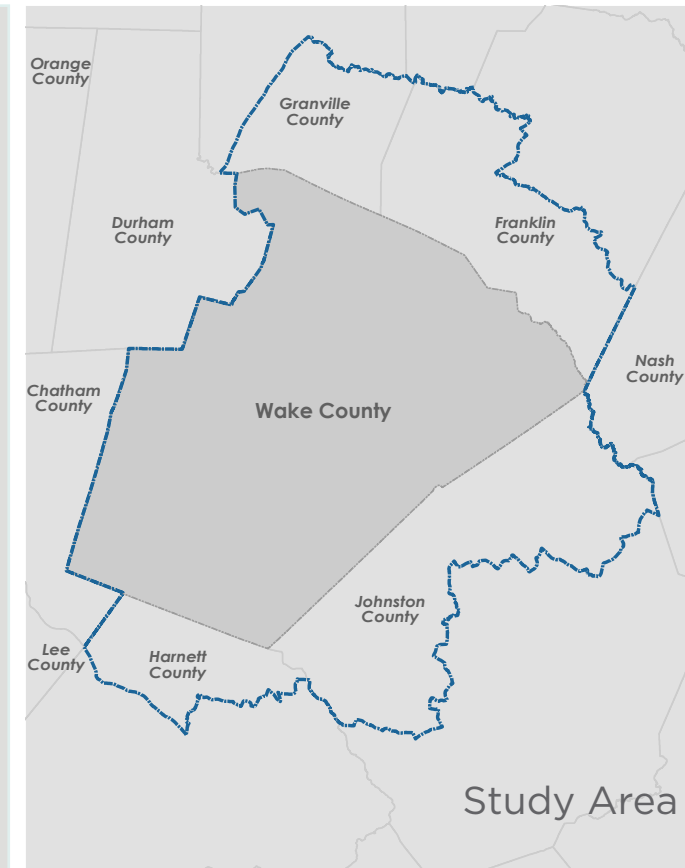 Orange
County
Granville
County
Durham
County
Franklin
County
Nash
County
Chatham
County
Wake County
Johnston
County
Lee
County
Harnett
County
Study Area